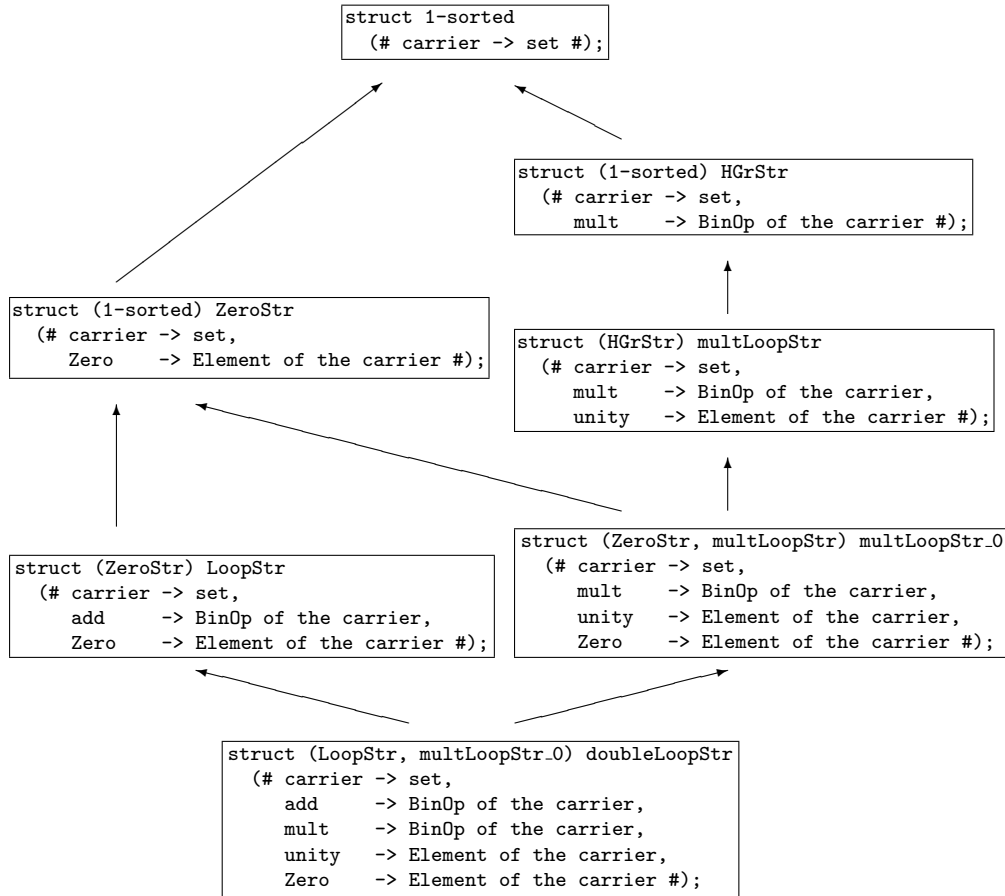 struct 1-sorted
(# carrier -> set #);
struct (1-sorted) HGrStr
(# carrier -> set,
mult -> BinOp of the carrier #);
struct (1-sorted) ZeroStr
(# carrier -> set,
Zero -> Element of the carrier #);
struct (HGrStr) multLoopStr
(# carrier -> set,
mult -> BinOp of the carrier,
unity -> Element of the carrier #);
struct (ZeroStr) LoopStr
(# carrier -> set,
add -> BinOp of the carrier,
Zero -> Element of the carrier #);
struct (ZeroStr, multLoopStr) multLoopStr_0
(# carrier -> set,
mult -> BinOp of the carrier,
unity -> Element of the carrier,
Zero -> Element of the carrier #);
struct (LoopStr, multLoopStr_0) doubleLoopStr
(# carrier -> set,
add -> BinOp of the carrier,
mult -> BinOp of the carrier,
unity -> Element of the carrier,
Zero -> Element of the carrier #);